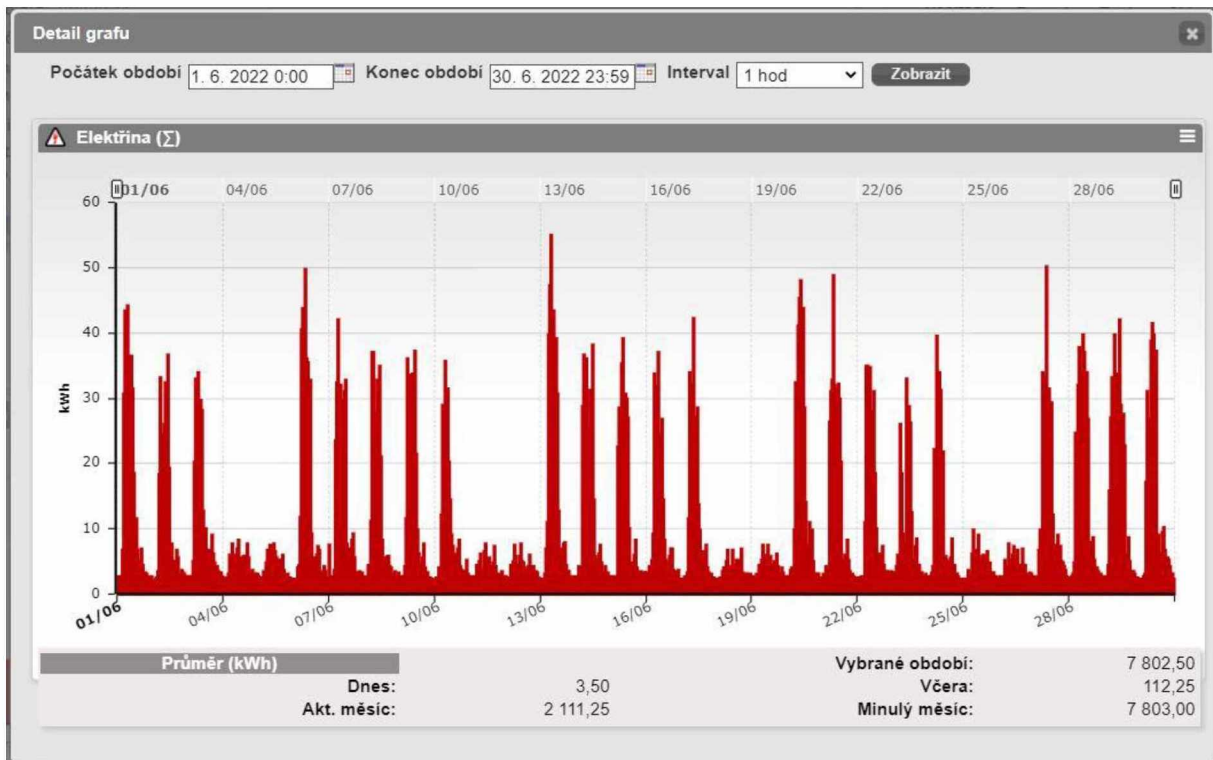 Detail grafu
Počátek období 1. 6. 2022 0:00 Konec období 30. 6. 2022 23:59 Interval 1 hod Zobrazit
Elektřina (∑)
01/06 04/06 07/06 10/06 13/06 16/06 19/06 22/06 25/06 28/06
60
50
40
30
20
10
0
kWh
01/06 04/06 07/06 10/06 13/06 16/06 19/06 22/06 25/06 28/06
Průměr (kWh) Vybrané období: 7 802,50
Dnes: 3,50 Včera: 112,25
Akt. měsíc: 2 111,25 Minulý měsíc: 7 803,00